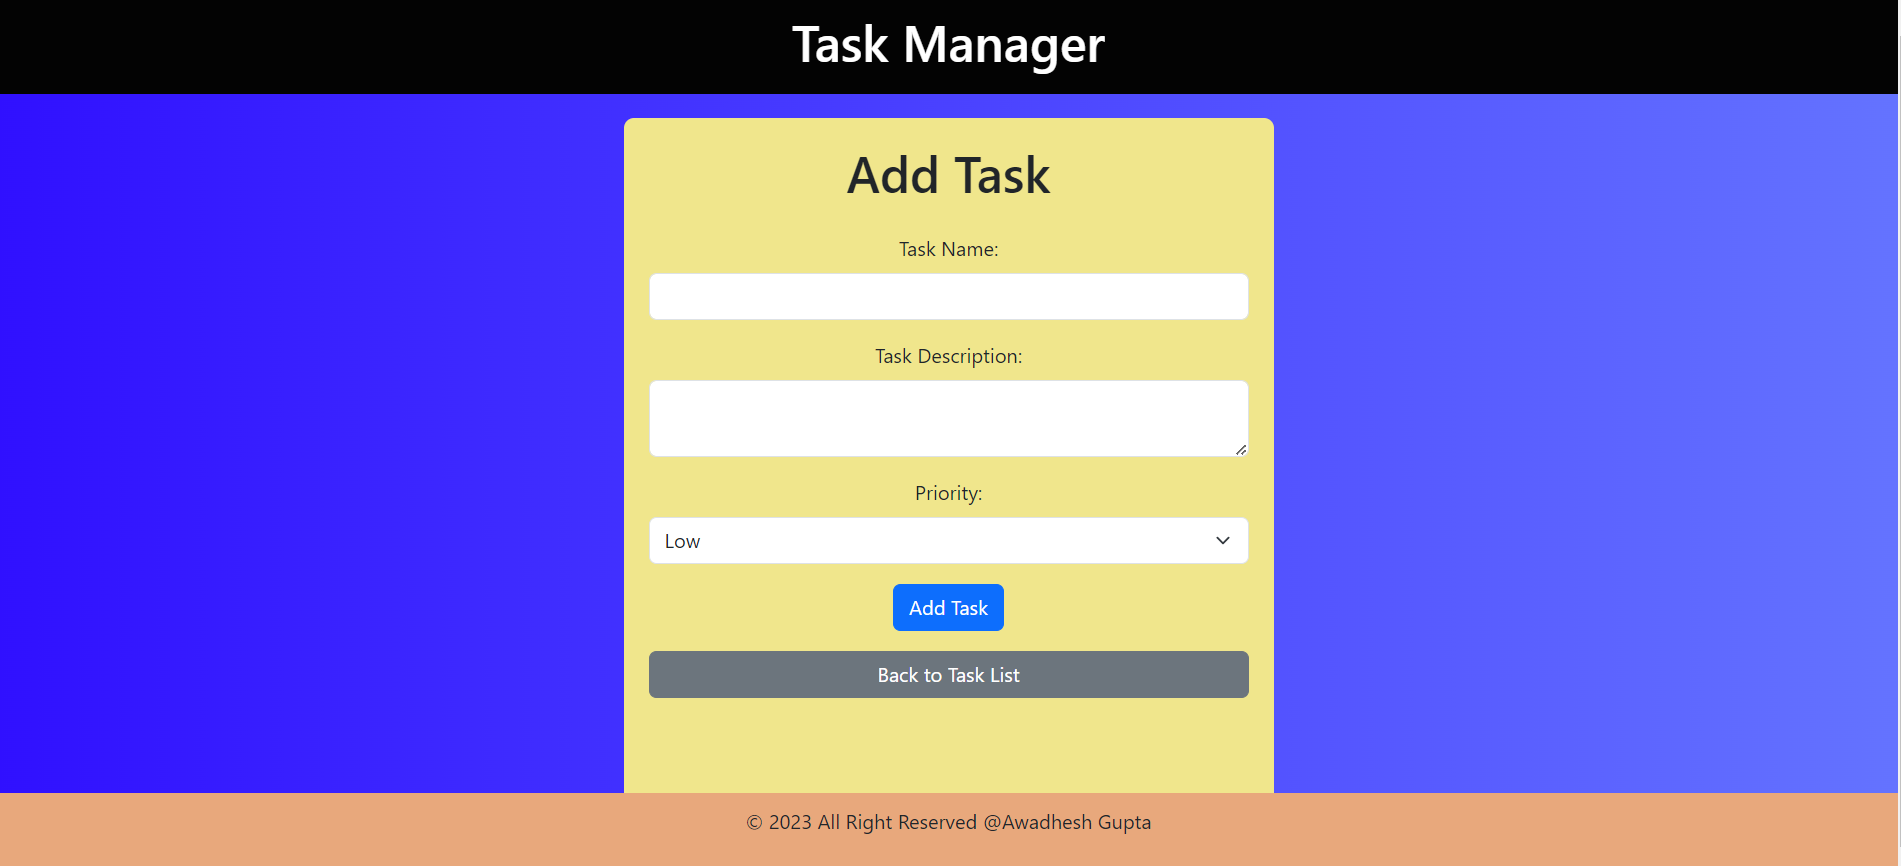 Task Manager
Add Task
Task Name:
Task Description:
Priority:
Low
Add Task
Back to Task List
© 2023 All Right Reserved @Awadhesh Gupta